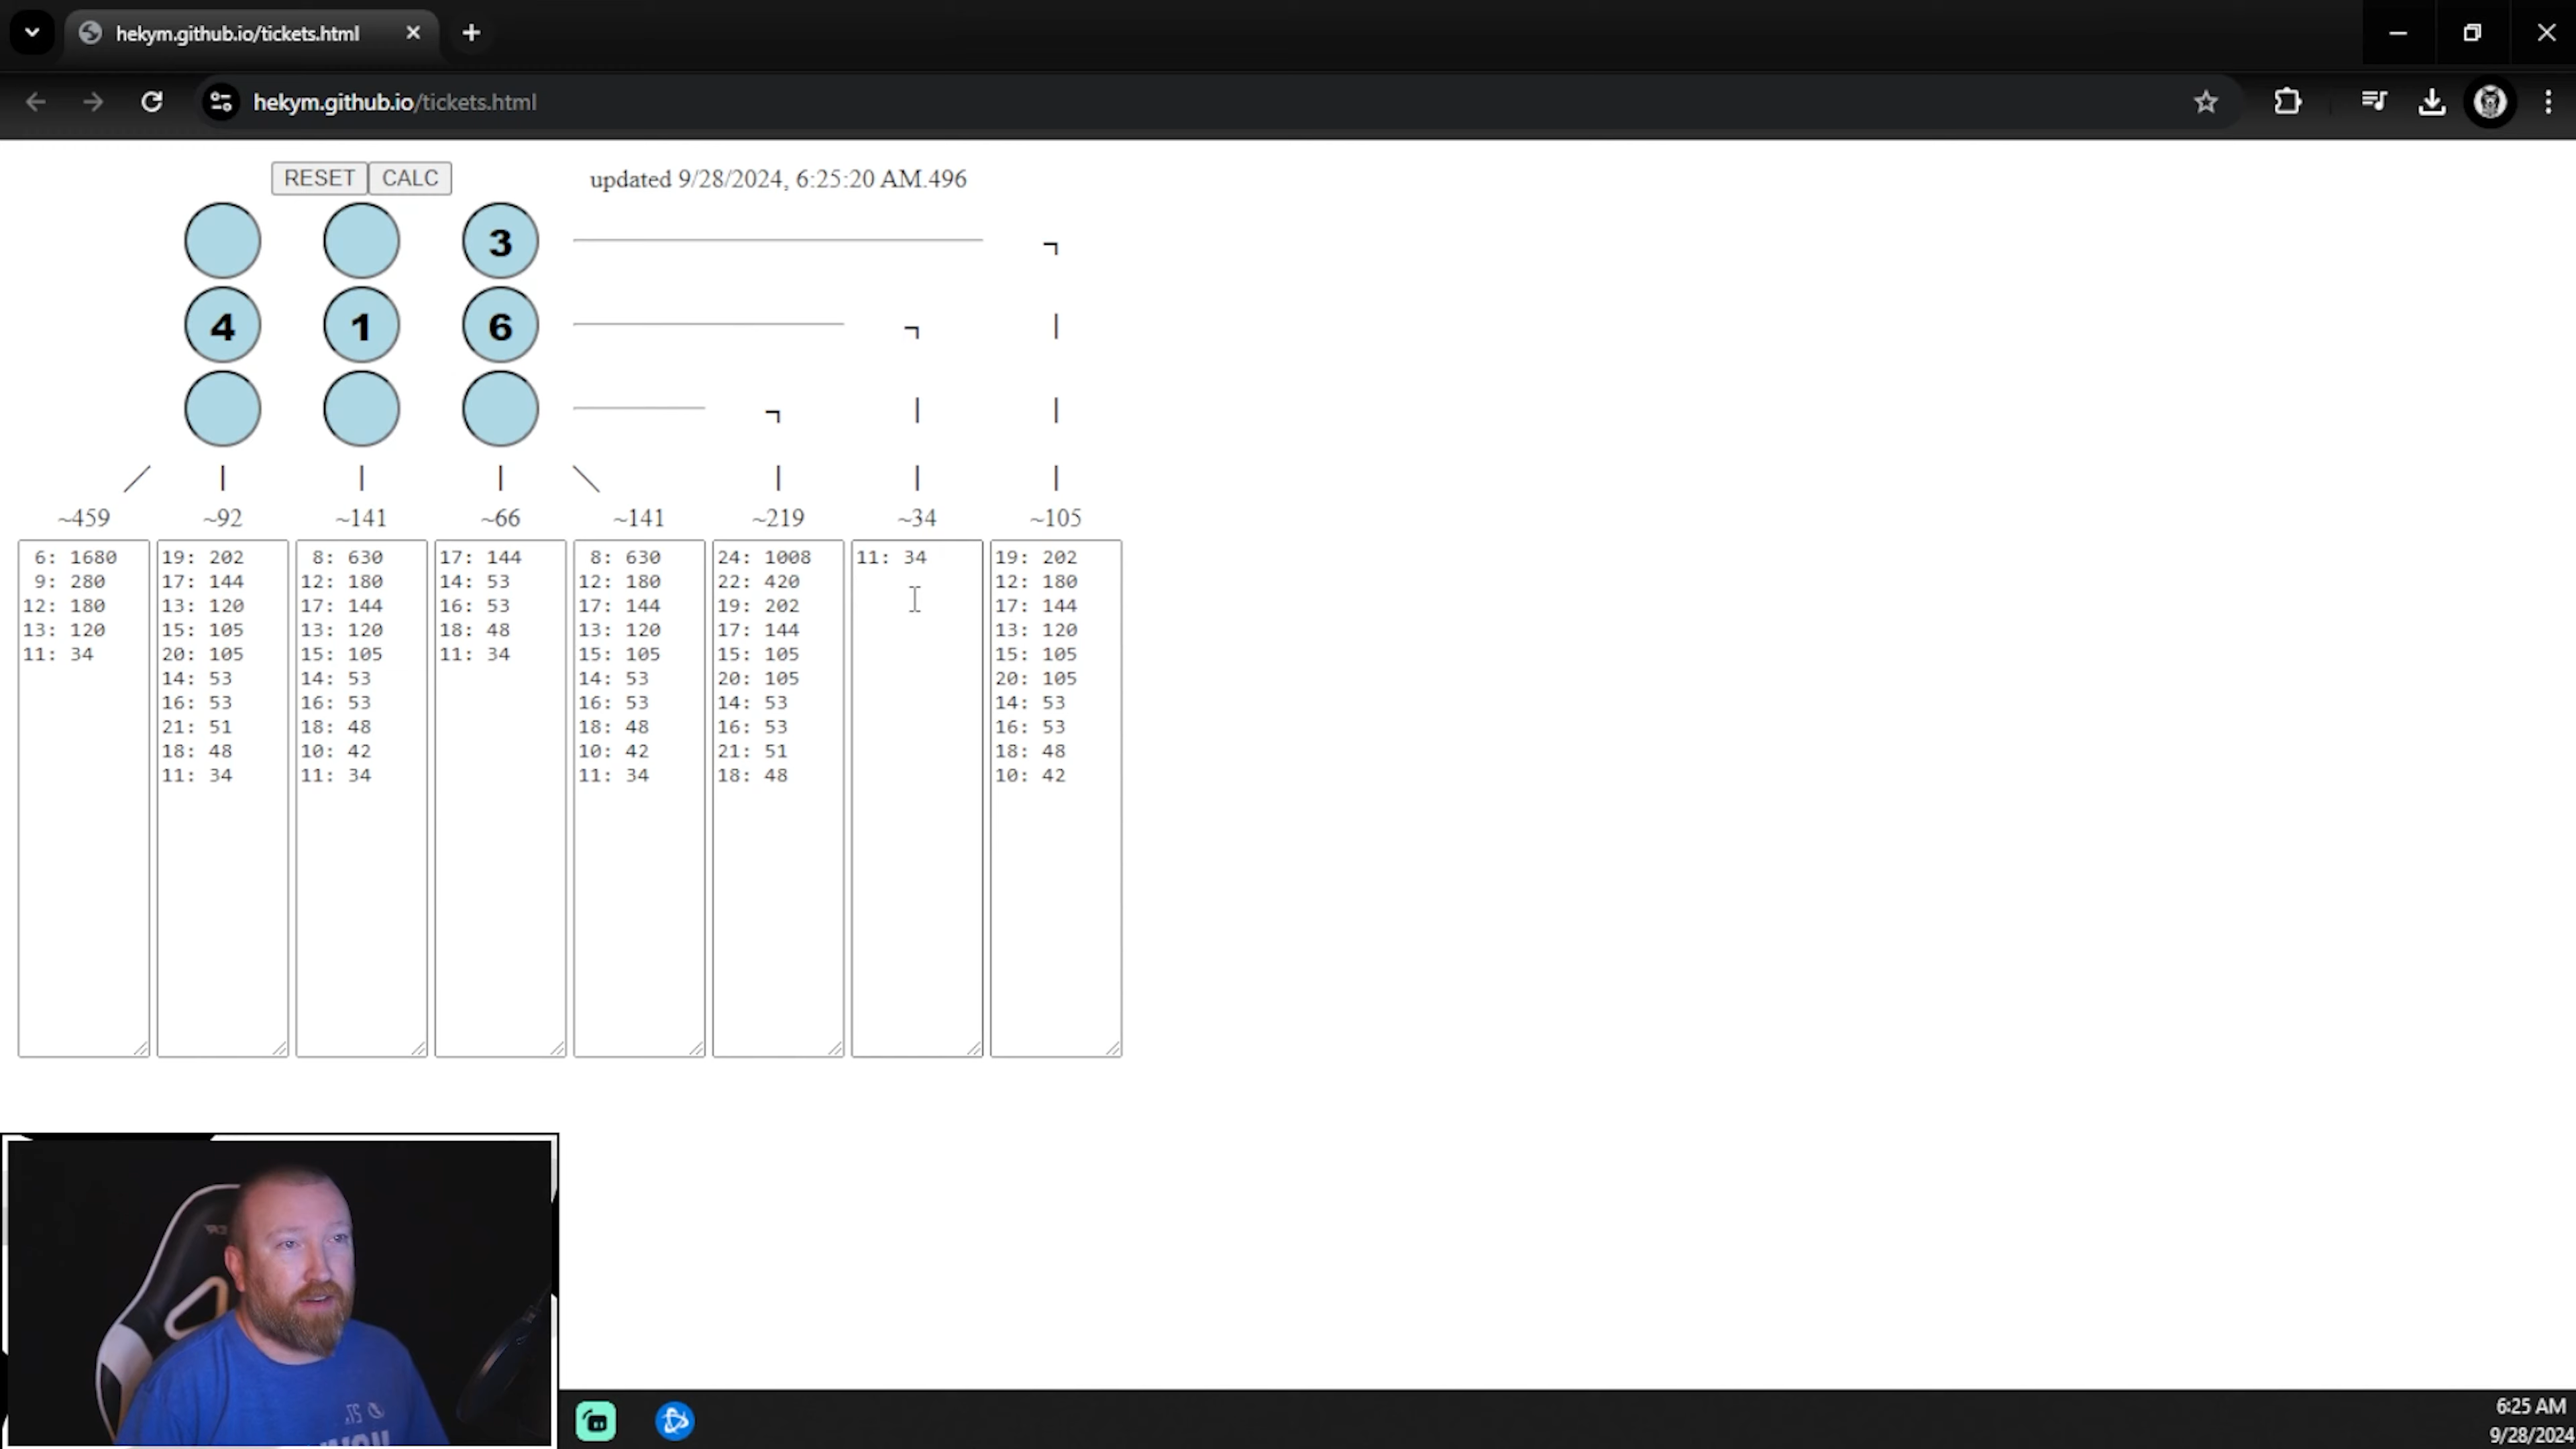 hekym.github.io/tickets.html
hekym.github.io/tickets.html
RESET CALC updated 9/28/2024, 6:25:20 AM.496
3
4 1 6
~459 ~92 ~141 ~66 ~141 ~219 ~34 ~105
6: 1680 19: 202 8: 630 17: 144 8: 630 24: 1008 11: 34 19: 202
9: 280 17: 144 12: 180 14: 53 12: 180 22: 420 12: 180
12: 180 13: 120 17: 144 16: 53 17: 144 19: 202 17: 144
13: 120 15: 105 13: 120 18: 48 13: 120 17: 144 13: 120
11: 34 20: 105 15: 105 11: 34 15: 105 15: 105 15: 105
14: 53 14: 53 14: 53 20: 105 20: 105
16: 53 16: 53 16: 53 14: 53 14: 53
21: 51 18: 48 18: 48 16: 53 16: 53
18: 48 10: 42 10: 42 21: 51 18: 48
11: 34 11: 34 11: 34 18: 48 10: 42
6:25 AM
9/28/2024